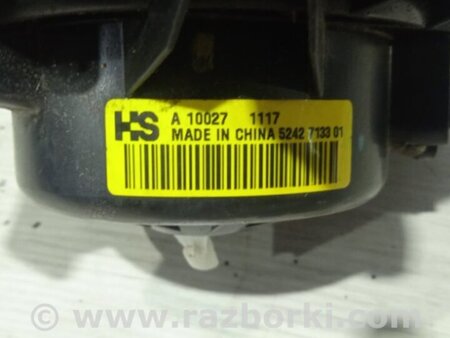 HS A 10027 1117
MADE IN CHINA 5242 7133 01
© www.razborki.com